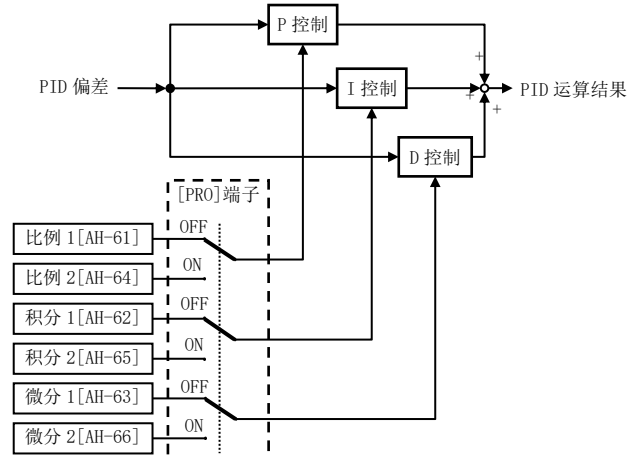 P 控制
+
PID 偏差
I 控制
+
PID 运算结果
+
D 控制
[PRO]端子
比例 1[AH-61]
OFF
比例 2[AH-64]
ON
积分 1[AH-62]
OFF
积分 2[AH-65]
ON
微分 1[AH-63]
OFF
微分 2[AH-66]
ON